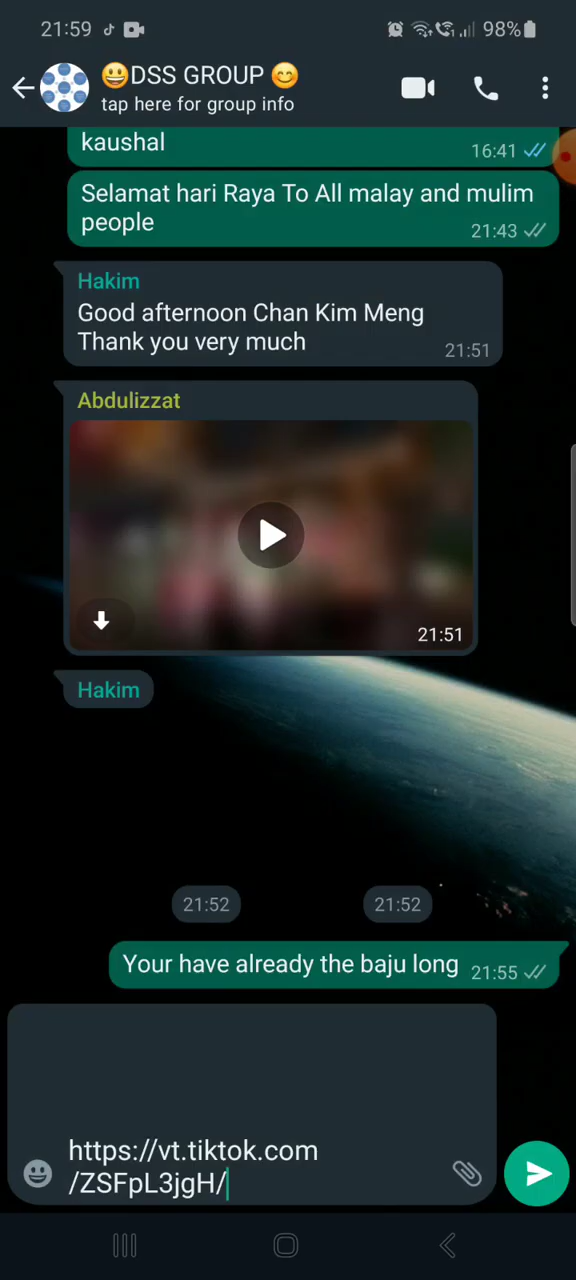 21:59 98%
😃DSS GROUP 😊
tap here for group info
kaushal
16:41
Selamat hari Raya To All malay and mulim
people
21:43
Hakim
Good afternoon Chan Kim Meng
Thank you very much
21:51
Abdulizzat
21:51
Hakim
21:52 21:52
Your have already the baju long 21:55
https://vt.tiktok.com
/ZSFpL3jgH/